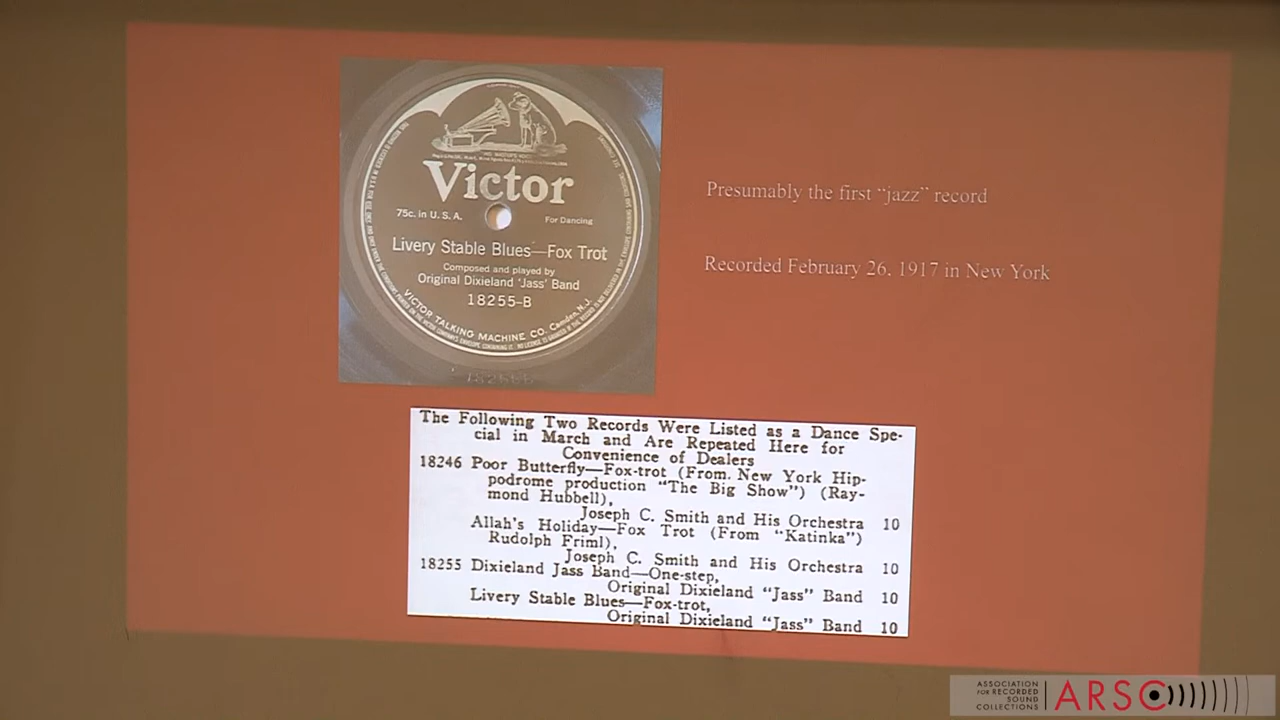 Victor
75c. in U. S. A.
For Dancing
Livery Stable Blues—Fox Trot
Composed and played by
Original Dixieland 'Jass' Band
18255-B
VICTOR TALKING MACHINE CO. Camden, N.J.
Presumably the first “jazz” record
Recorded February 26, 1917 in New York
The Following Two Records Were Listed as a Dance Spe-
cial in March and Are Repeated Here for
Convenience of Dealers
18246 Poor Butterfly—Fox-trot (From. New York Hip-
podrome production “The Big Show”) (Ray-
mond Hubbell),
Joseph C. Smith and His Orchestra 10
Allah's Holiday—Fox Trot (From “Katinka”)
Rudolph Friml),
Joseph C. Smith and His Orchestra 10
18255 Dixieland Jass Band—One-step,
Original Dixieland “Jass” Band 10
Livery Stable Blues—Fox-trot,
Original Dixieland “Jass” Band 10
ASSOCIATION
FOR RECORDED
SOUND
COLLECTIONS
ARSC